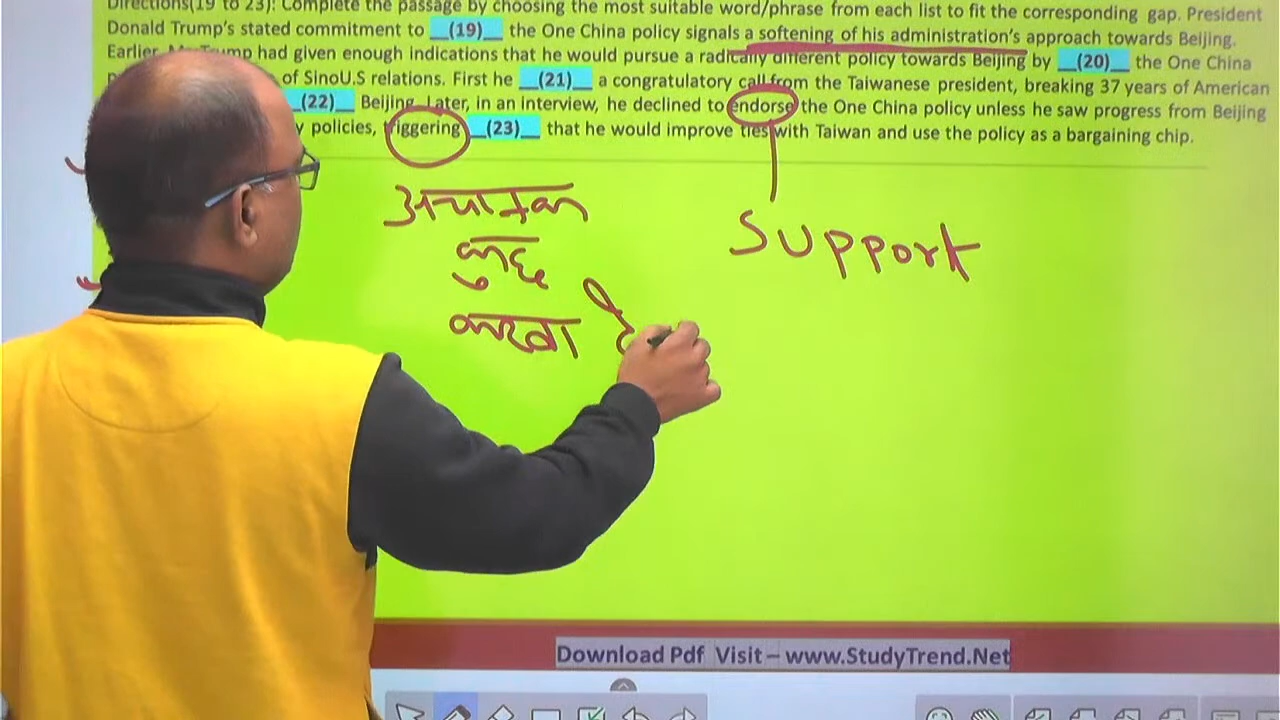 Directions(19 to 23): Complete the passage by choosing the most suitable word/phrase from each list to fit the corresponding gap. President
Donald Trump's stated commitment to __(19)__ the One China policy signals a softening of his administration's approach towards Beijing.
Earlier, Mr Trump had given enough indications that he would pursue a radically different policy towards Beijing by __(20)__ the One China
of SinoU.S relations. First he __(21)__ a congratulatory call from the Taiwanese president, breaking 37 years of American
__(22)__ Beijing. Later, in an interview, he declined to endorse the One China policy unless he saw progress from Beijing
policies, triggering __(23)__ that he would improve ties with Taiwan and use the policy as a bargaining chip.
अचानक
कुछ
करवा
Support
Download Pdf Visit – www.StudyTrend.Net